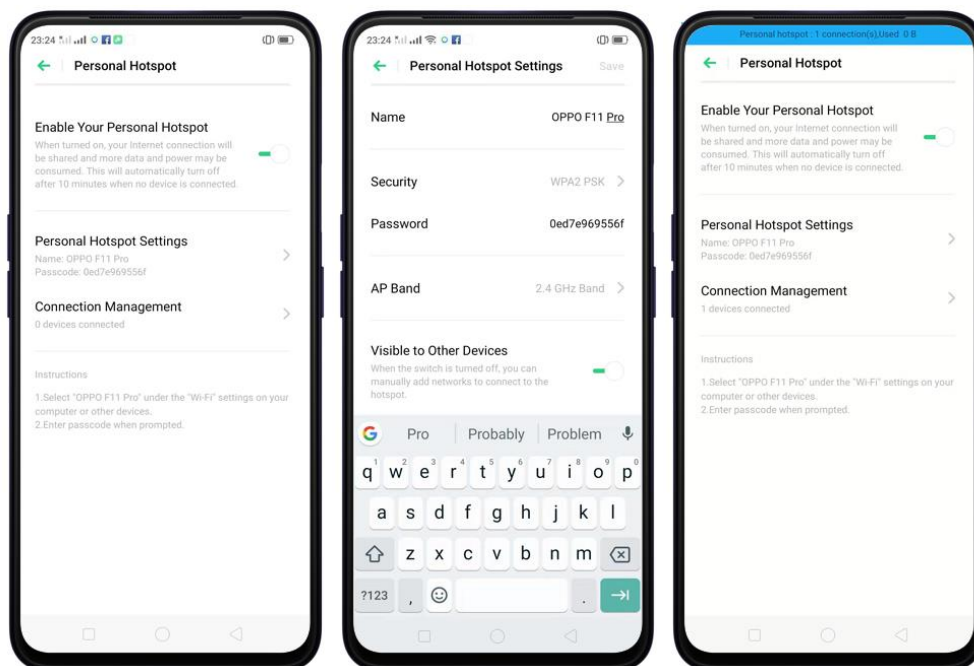 23:24
Personal Hotspot
Enable Your Personal Hotspot
When turned on, your Internet connection will
be shared and more data and power may be
consumed. This will automatically turn off
after 10 minutes when no device is connected.
Personal Hotspot Settings
Name: OPPO F11 Pro
Passcode: 0ed7e969556f
Connection Management
0 devices connected
Instructions
1.Select "OPPO F11 Pro" under the "Wi-Fi" settings on your
computer or other devices.
2.Enter passcode when prompted.
23:24
Personal Hotspot Settings Save
Name OPPO F11 Pro
Security WPA2 PSK
Password 0ed7e969556f
AP Band 2.4 GHz Band
Visible to Other Devices
When the switch is turned off, you can
manually add networks to connect to the
hotspot.
G Pro Probably Problem
1 2 3 4 5 6 7 8 9 0
q w e r t y u i o p
a s d f g h j k l
z x c v b n m
?123 , .
Personal hotspot : 1 connection(s),Used 0 B
Personal Hotspot
Enable Your Personal Hotspot
When turned on, your Internet connection will
be shared and more data and power may be
consumed. This will automatically turn off
after 10 minutes when no device is connected.
Personal Hotspot Settings
Name: OPPO F11 Pro
Passcode: 0ed7e969556f
Connection Management
1 devices connected
Instructions
1.Select "OPPO F11 Pro" under the "Wi-Fi" settings on your
computer or other devices.
2.Enter passcode when prompted.